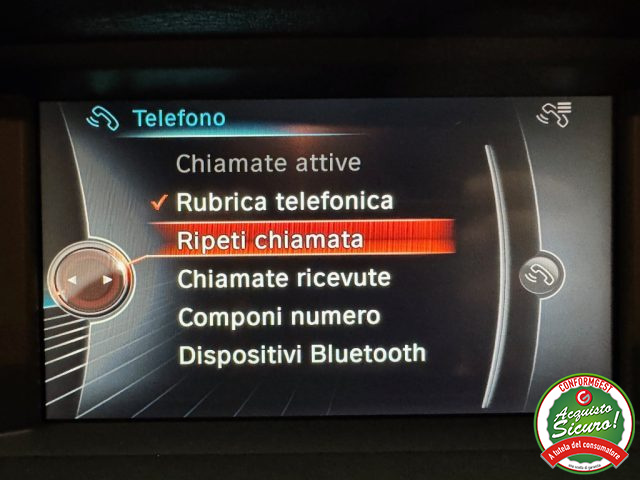 Telefono
Chiamate attive
Rubrica telefonica
Ripeti chiamata
Chiamate ricevute
Componi numero
Dispositivi Bluetooth
CONFORMGEST
Acquisto
Sicuro!
A tutela del consumatore